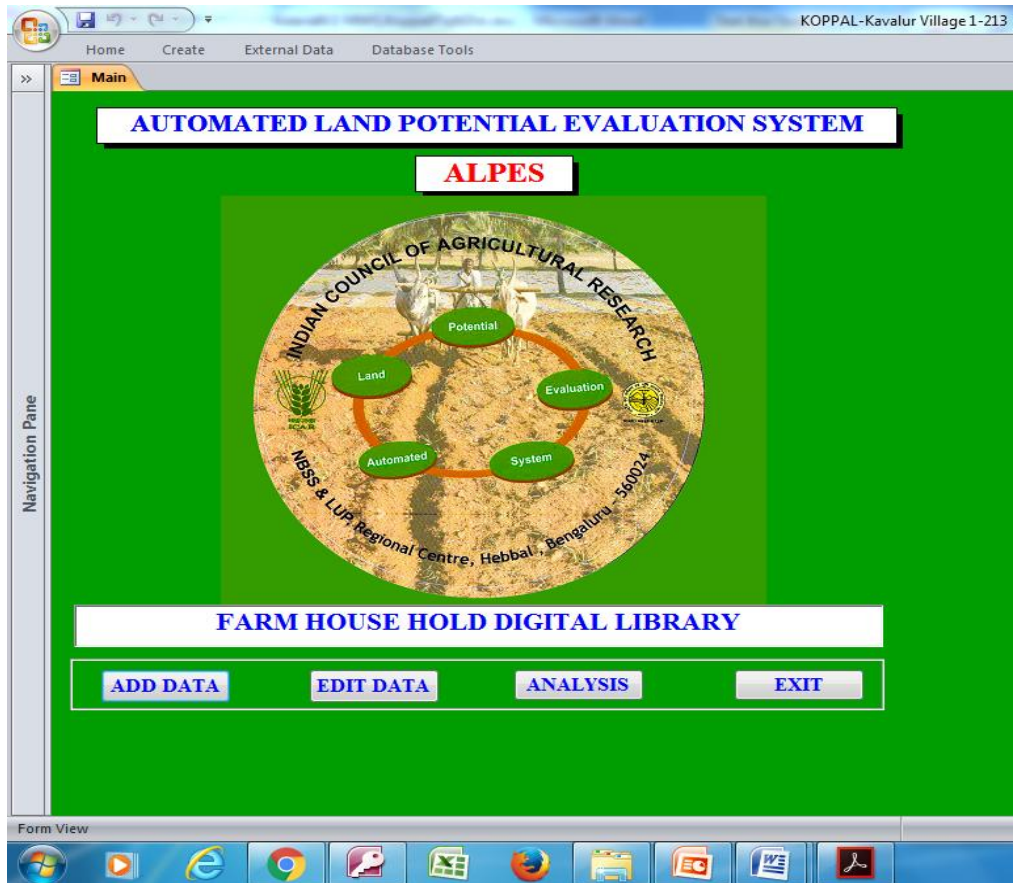 KOPPAL-Kavalur Village 1-213
Home Create External Data Database Tools
Main
Navigation Pane
AUTOMATED LAND POTENTIAL EVALUATION SYSTEM
ALPES
INDIAN COUNCIL OF AGRICULTURAL RESEARCH
Potential
Land
Evaluation
Automated
System
ICAR
NBSS & LUP, Regional Centre, Hebbal , Bengaluru - 560024
FARM HOUSE HOLD DIGITAL LIBRARY
ADD DATA EDIT DATA ANALYSIS EXIT
Form View